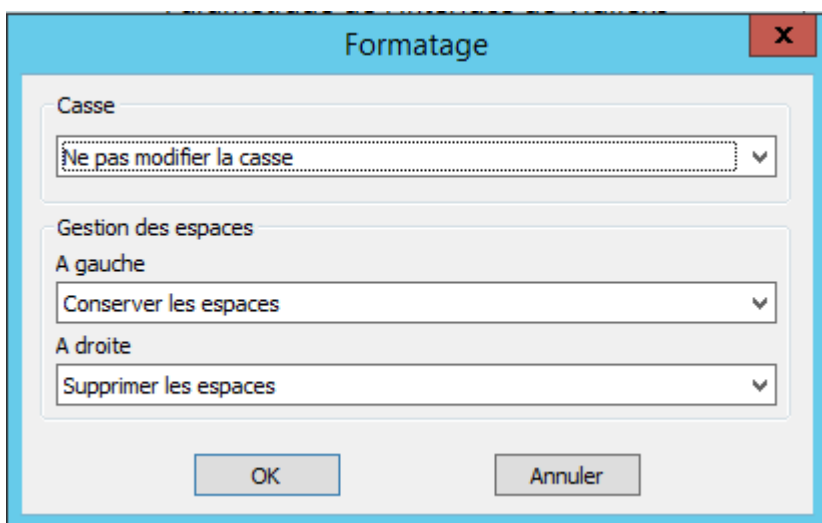 Formatage
x
Casse
Ne pas modifier la casse
Gestion des espaces
A gauche
Conserver les espaces
A droite
Supprimer les espaces
OK
Annuler